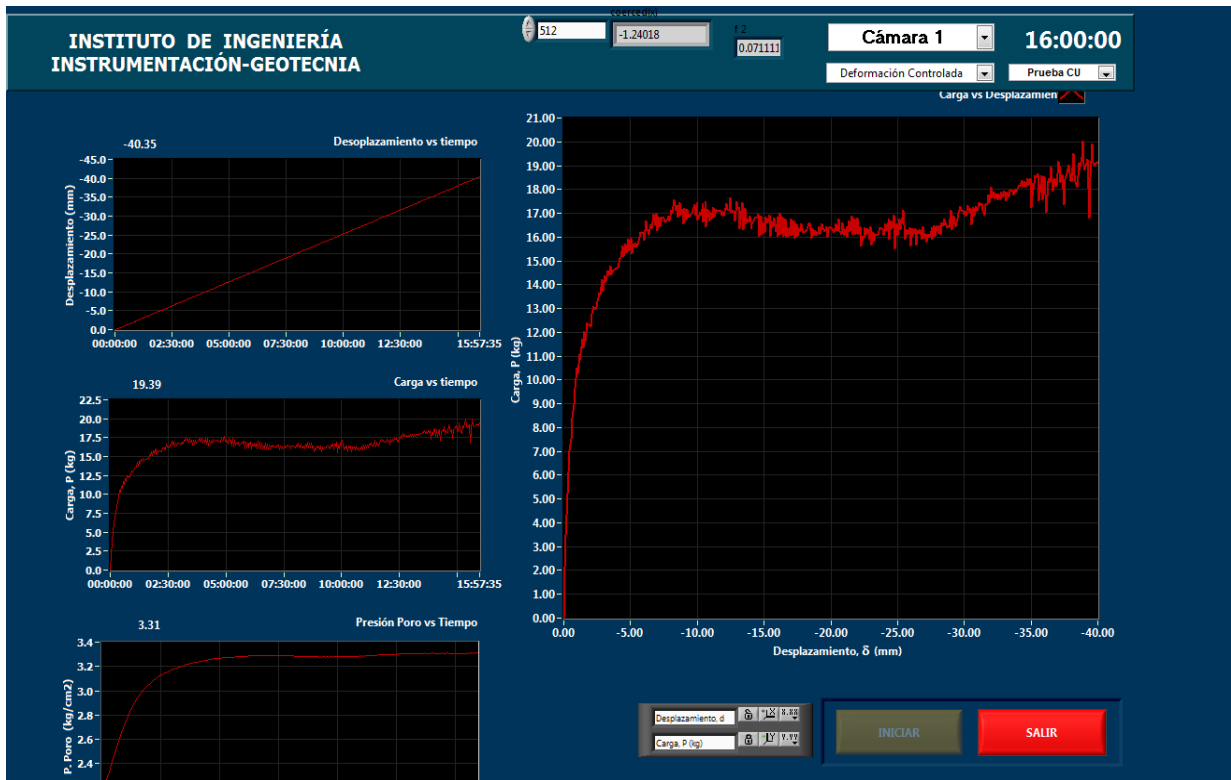 INSTITUTO DE INGENIERÍA
INSTRUMENTACIÓN-GEOTECNIA
512
coerced(x)
-1.24018
f 2
0.071111
Cámara 1
16:00:00
Deformación Controlada
Prueba CU
Carga vs Desplazamien
-40.35
Desoplazamiento vs tiempo
Desplazamiento (mm)
-45.0
-40.0
-35.0
-30.0
-25.0
-20.0
-15.0
-10.0
-5.0
0.0
00:00:00 02:30:00 05:00:00 07:30:00 10:00:00 12:30:00 15:57:35
19.39
Carga vs tiempo
Carga, P (kg)
22.5
20.0
17.5
15.0
12.5
10.0
7.5
5.0
2.5
0.0
00:00:00 02:30:00 05:00:00 07:30:00 10:00:00 12:30:00 15:57:35
3.31
Presión Poro vs Tiempo
P. Poro (kg/cm2)
3.4
3.2
3.0
2.8
2.6
2.4
Carga, P (kg)
21.00
20.00
19.00
18.00
17.00
16.00
15.00
14.00
13.00
12.00
11.00
10.00
9.00
8.00
7.00
6.00
5.00
4.00
3.00
2.00
1.00
0.00
0.00 -5.00 -10.00 -15.00 -20.00 -25.00 -30.00 -35.00 -40.00
Desplazamiento, δ (mm)
Desplazamiento, d
X X.XX
Carga, P (kg)
Y Y.YY
INICIAR
SALIR